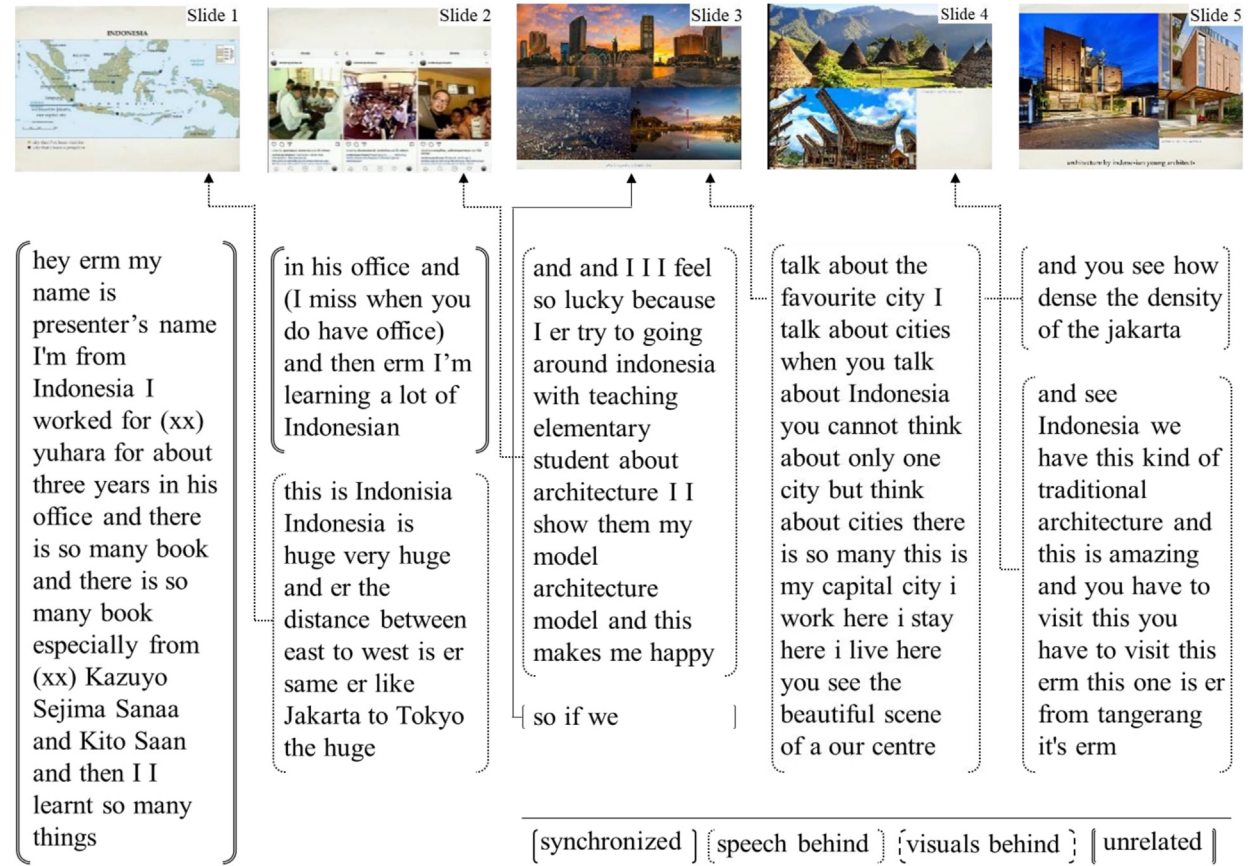 Slide 1
Slide 2
Slide 3
Slide 4
Slide 5
INDONESIA
architecture by indonesian young architects
hey erm my
name is
presenter's name
I'm from
Indonesia I
worked for (xx)
yuhara for about
three years in his
office and there
is so many book
and there is so
many book
especially from
(xx) Kazuyo
Sejima Sanaa
and Kito Saan
and then I I
learnt so many
things
in his office and
(I miss when you
do have office)
and then erm I'm
learning a lot of
Indonesian
this is Indonisia
Indonesia is
huge very huge
and er the
distance between
east to west is er
same er like
Jakarta to Tokyo
the huge
and and I I I feel
so lucky because
I er try to going
around indonesia
with teaching
elementary
student about
architecture I I
show them my
model
architecture
model and this
makes me happy
so if we
talk about the
favourite city I
talk about cities
when you talk
about Indonesia
you cannot think
about only one
city but think
about cities there
is so many this is
my capital city i
work here i stay
here i live here
you see the
beautiful scene
of a our centre
and you see how
dense the density
of the jakarta
and see
Indonesia we
have this kind of
traditional
architecture and
this is amazing
and you have to
visit this you
have to visit this
erm this one is er
from tangerang
it's erm
synchronized
speech behind
visuals behind
unrelated